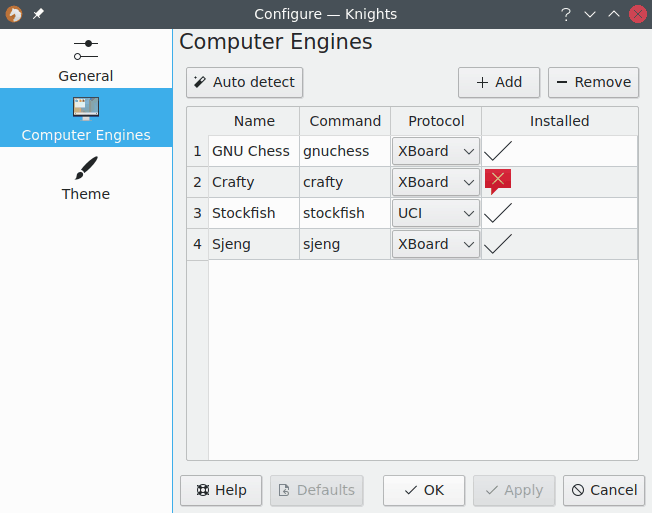 Configure — Knights
General
Computer Engines
Theme
Computer Engines
Auto detect Add Remove
Name Command Protocol Installed
1 GNU Chess gnuchess XBoard
2 Crafty crafty XBoard
3 Stockfish stockfish UCI
4 Sjeng sjeng XBoard
Help Defaults OK Apply Cancel